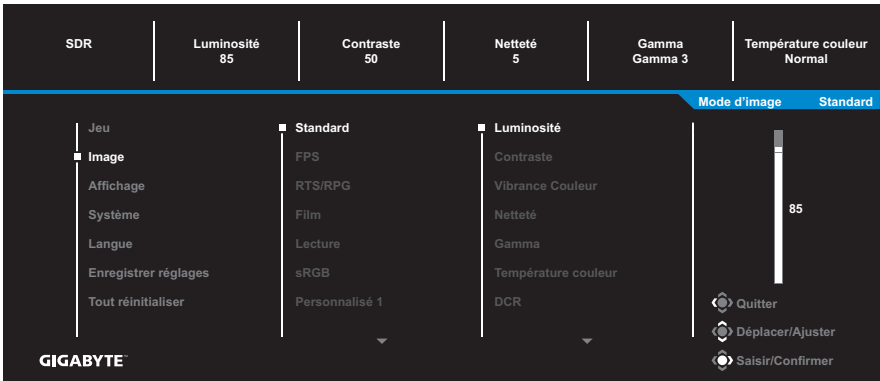 SDR
Luminosité
85
Contraste
50
Netteté
5
Gamma
Gamma 3
Température couleur
Normal
Mode d'image Standard
Jeu
Image
Affichage
Système
Langue
Enregistrer réglages
Tout réinitialiser
Standard
FPS
RTS/RPG
Film
Lecture
sRGB
Personnalisé 1
Luminosité
Contraste
Vibrance Couleur
Netteté
Gamma
Température couleur
DCR
85
Quitter
Déplacer/Ajuster
Saisir/Confirmer
GIGABYTE™